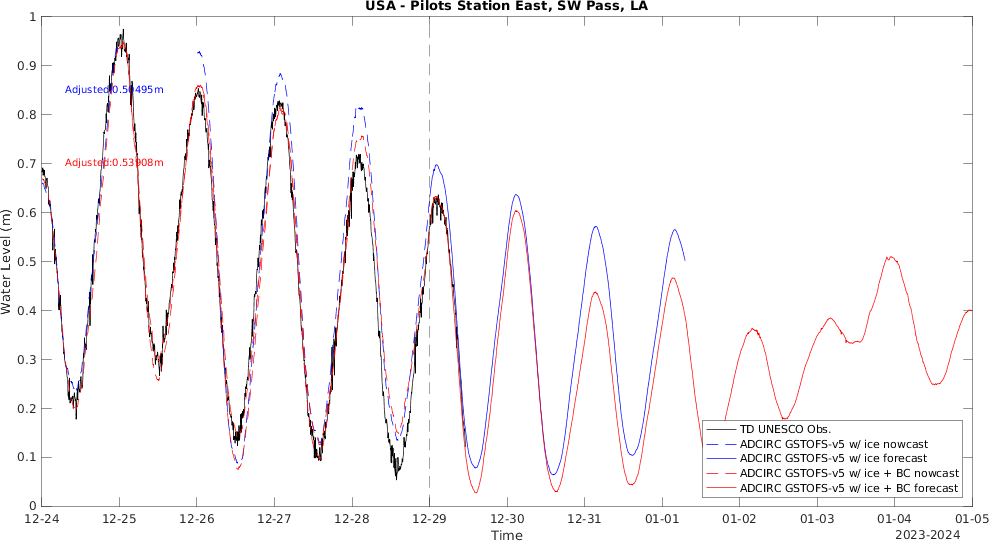 USA - Pilots Station East, SW Pass, LA
1
0.9
0.8
0.7
0.6
0.5
0.4
0.3
0.2
0.1
0
Water Level (m)
Adjusted:0.50495m
Adjusted:0.53908m
TD UNESCO Obs.
ADCIRC GSTOFS-v5 w/ ice nowcast
ADCIRC GSTOFS-v5 w/ ice forecast
ADCIRC GSTOFS-v5 w/ ice + BC nowcast
ADCIRC GSTOFS-v5 w/ ice + BC forecast
12-24 12-25 12-26 12-27 12-28 12-29 12-30 12-31 01-01 01-02 01-03 01-04 01-05
Time
2023-2024